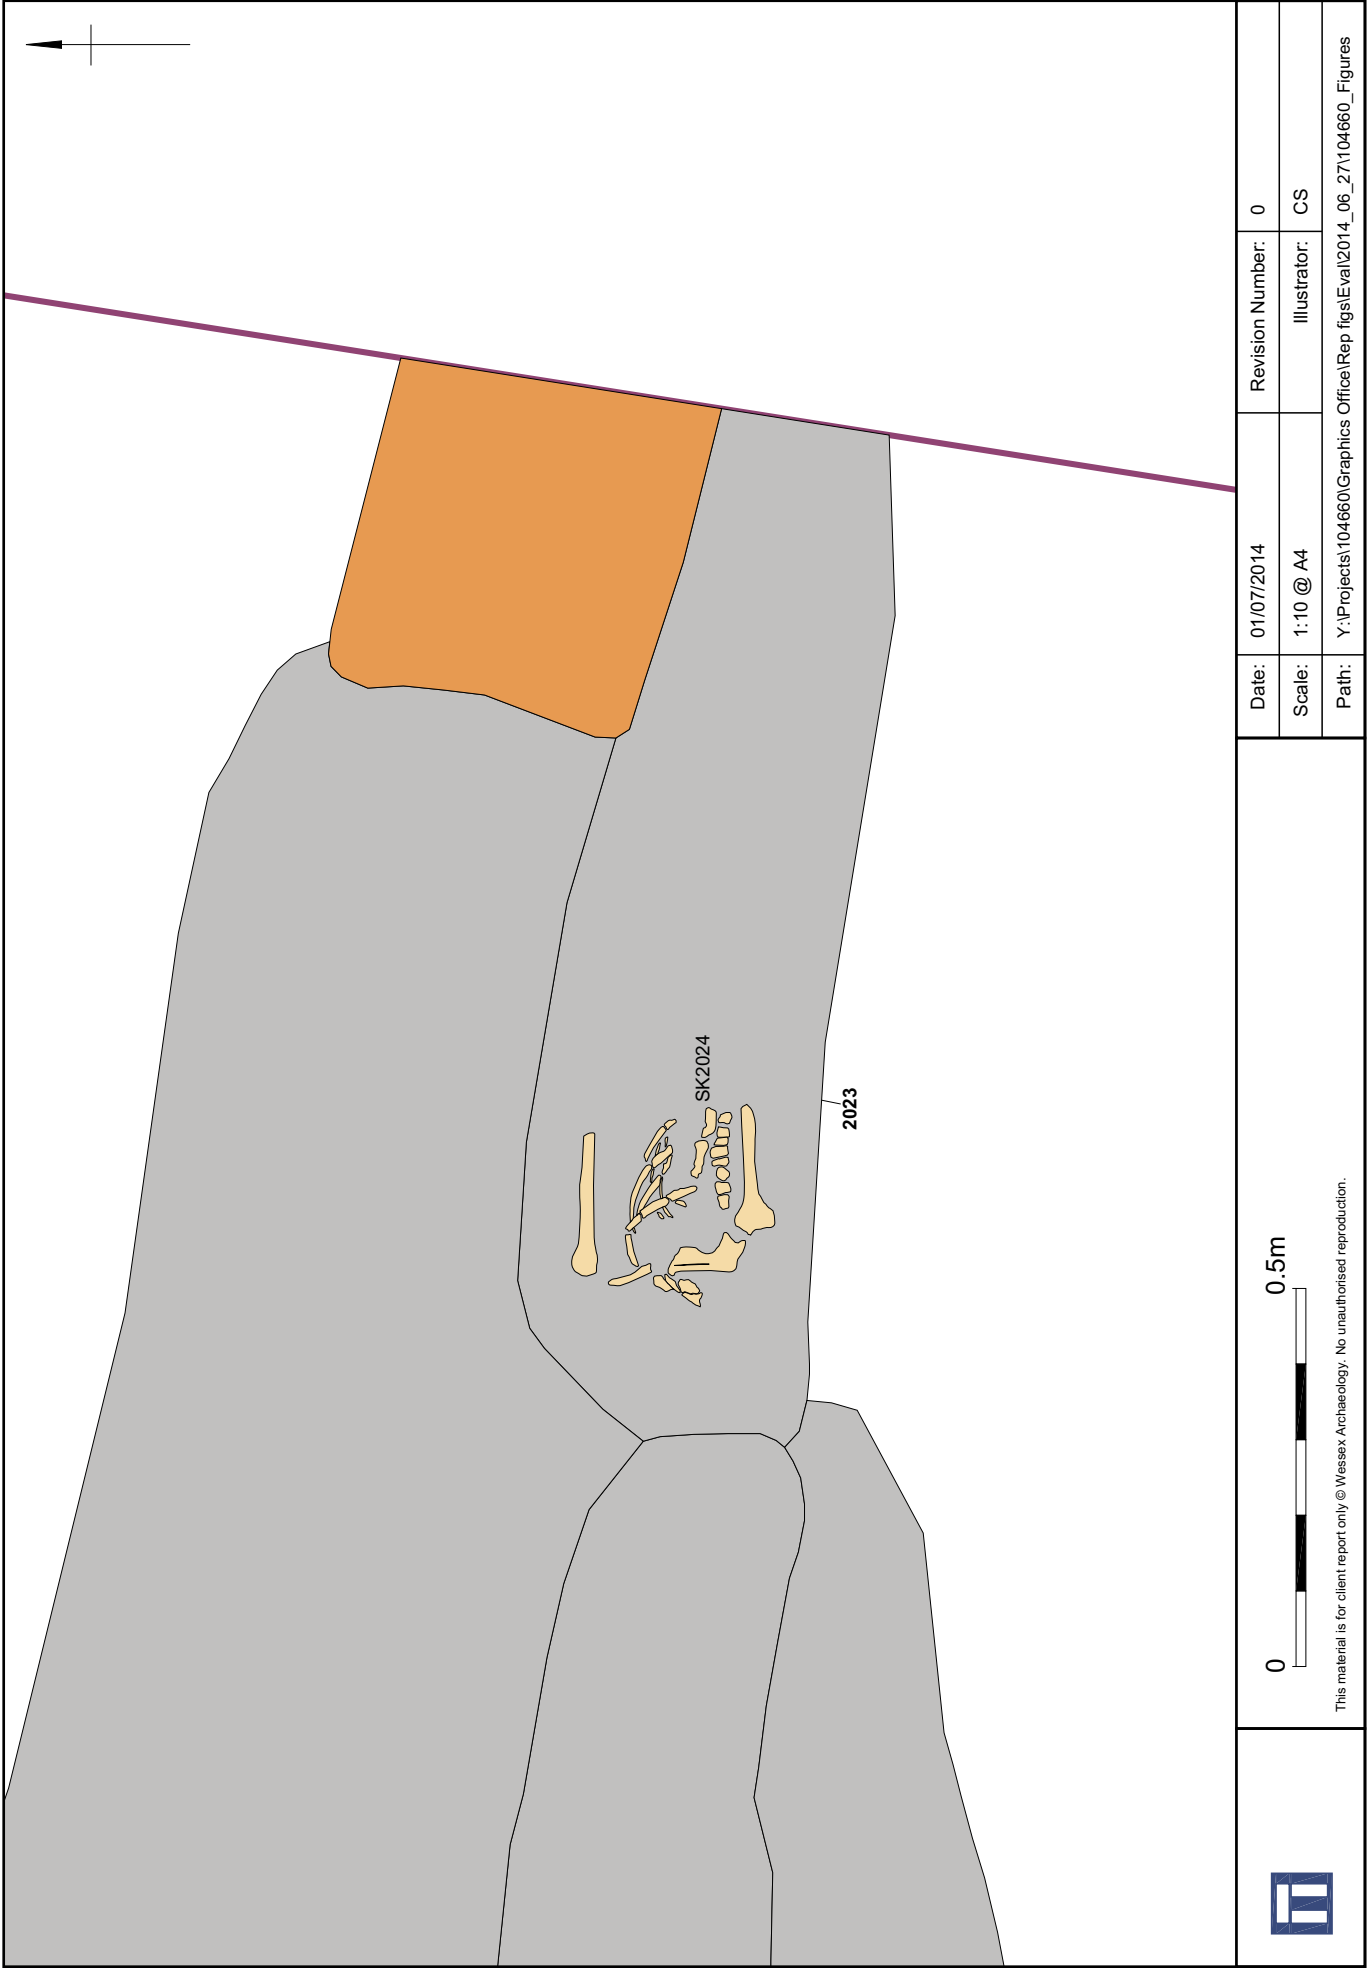 SK2024
2023
0 0.5m
This material is for client report only © Wessex Archaeology. No unauthorised reproduction.
Date: 01/07/2014 Revision Number: 0
Scale: 1:10 @ A4 Illustrator: CS
Path: Y:\Projects\104660\Graphics Office\Rep figs\Eval\2014_06_27\104660_Figures